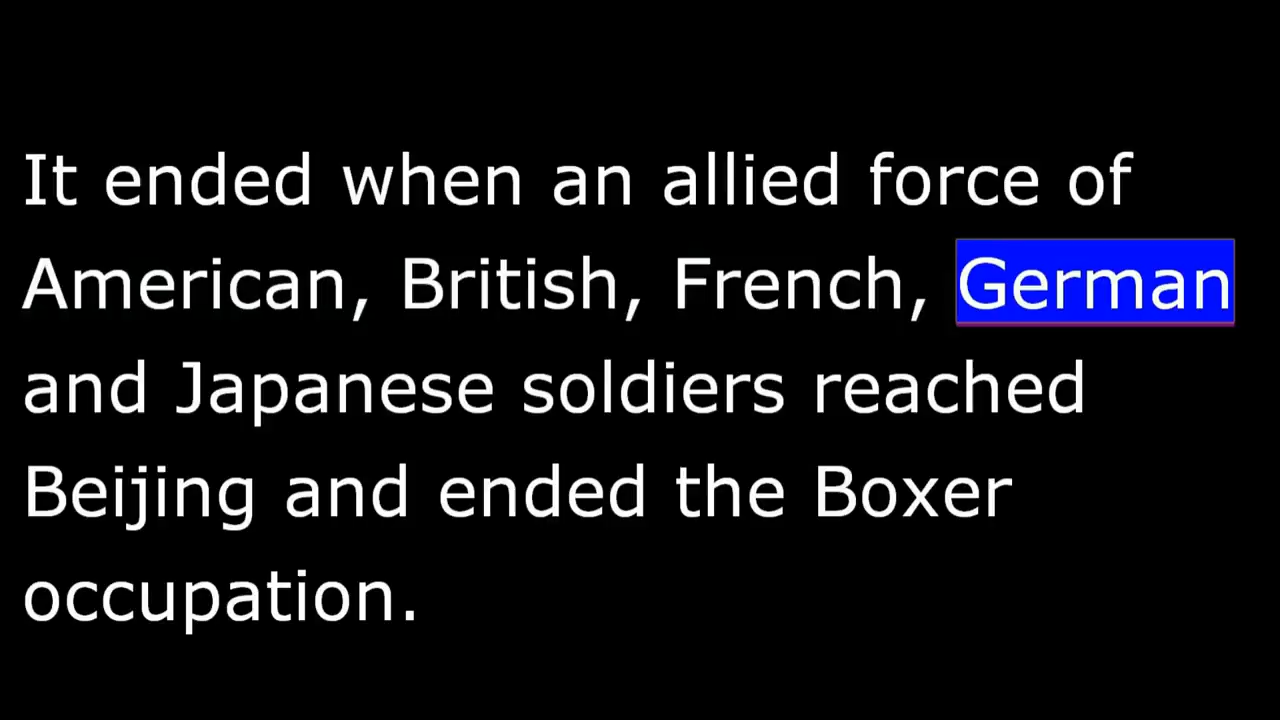 It ended when an allied force of
American, British, French, German
and Japanese soldiers reached
Beijing and ended the Boxer
occupation.